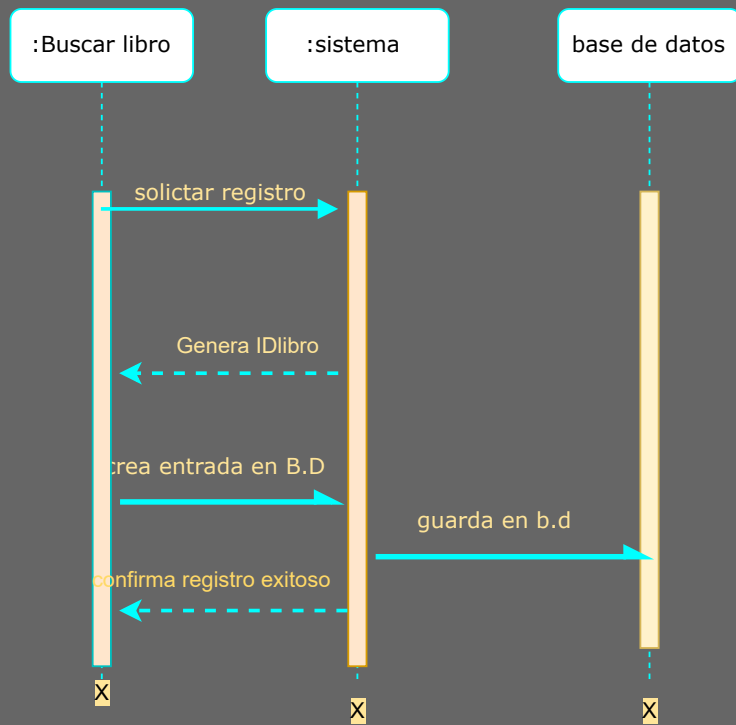 :Buscar libro
:sistema
base de datos
solictar registro
Genera IDlibro
crea entrada en B.D
guarda en b.d
confirma registro exitoso
X
X
X